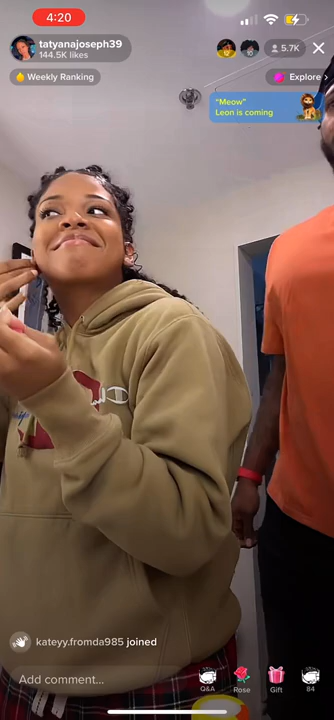 4:20
tatyanajoseph39
144.5K likes
5.7K
Weekly Ranking
Explore
"Meow"
Leon is coming
kateyy.fromda985 joined
Add comment...
Q&A
Rose
Gift
84